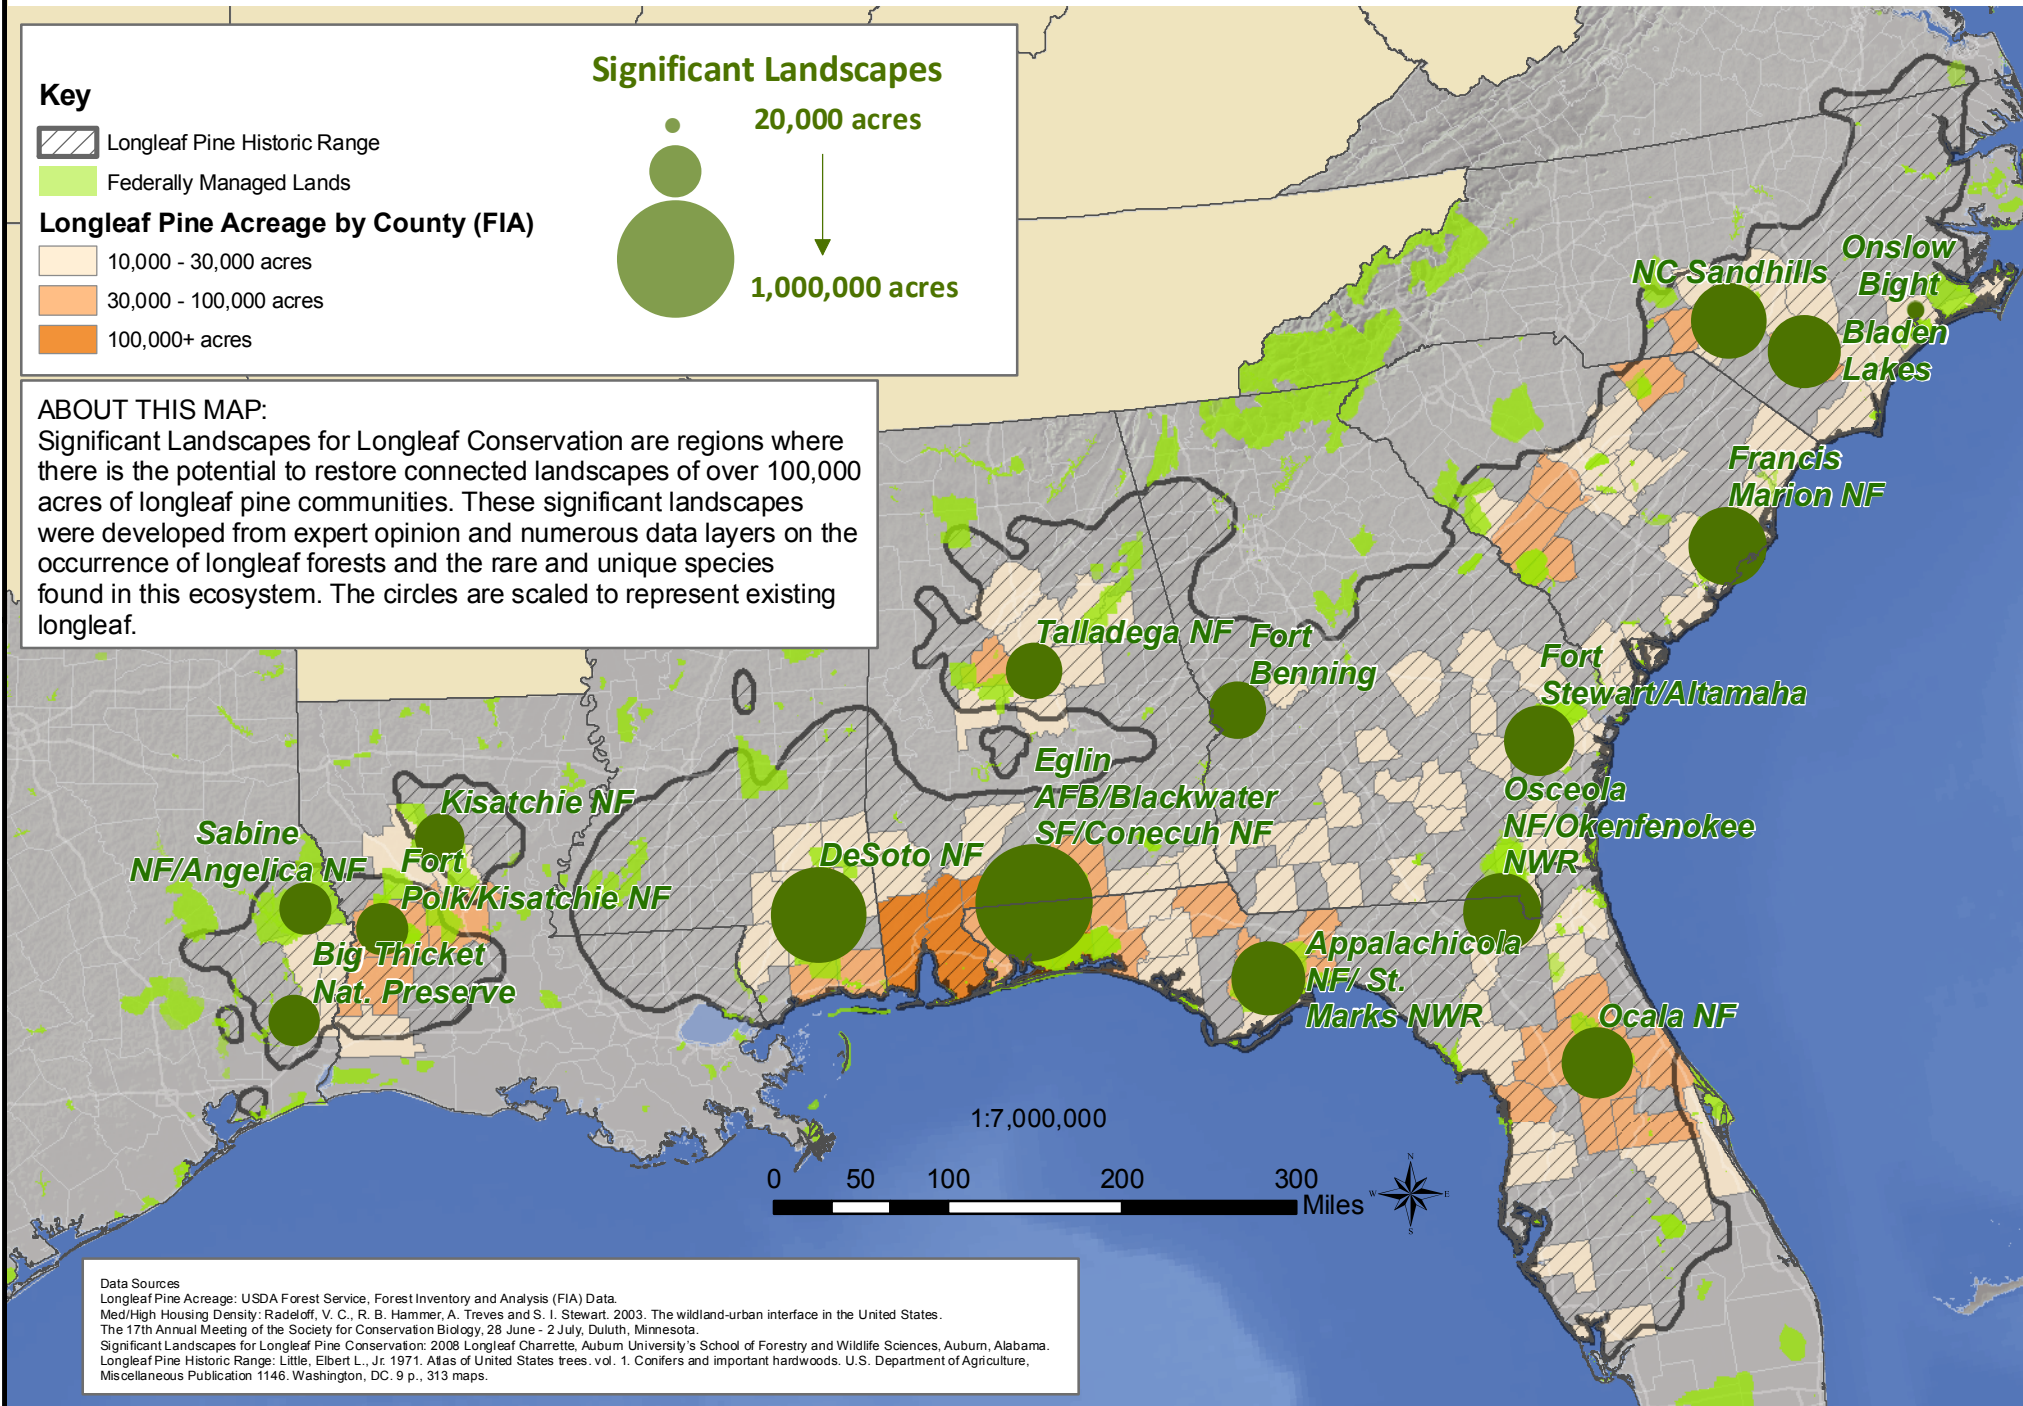 Key
Longleaf Pine Historic Range
Federally Managed Lands
Longleaf Pine Acreage by County (FIA)
10,000 - 30,000 acres
30,000 - 100,000 acres
100,000+ acres
Significant Landscapes
20,000 acres
1,000,000 acres
ABOUT THIS MAP:
Significant Landscapes for Longleaf Conservation are regions where
there is the potential to restore connected landscapes of over 100,000
acres of longleaf pine communities. These significant landscapes
were developed from expert opinion and numerous data layers on the
occurrence of longleaf forests and the rare and unique species
found in this ecosystem. The circles are scaled to represent existing
longleaf.
Onslow
Bight
NC Sandhills
Bladen
Lakes
Francis
Marion NF
Talladega NF
Fort
Benning
Fort
Stewart/Altamaha
Eglin
AFB/Blackwater
SF/Conecuh NF
Osceola
NF/Okenfenokee
NWR
Kisatchie NF
Sabine
NF/Angelica NF
Fort
Polk/Kisatchie NF
DeSoto NF
Big Thicket
Nat. Preserve
Appalachicola
NF/ St.
Marks NWR
Ocala NF
1:7,000,000
0 50 100 200 300
Miles
N
W E
S
Data Sources
Longleaf Pine Acreage: USDA Forest Service, Forest Inventory and Analysis (FIA) Data.
Med/High Housing Density: Radeloff, V. C., R. B. Hammer, A. Treves and S. I. Stewart. 2003. The wildland-urban interface in the United States.
The 17th Annual Meeting of the Society for Conservation Biology, 28 June - 2 July, Duluth, Minnesota.
Significant Landscapes for Longleaf Pine Conservation: 2008 Longleaf Charrette, Auburn University's School of Forestry and Wildlife Sciences, Auburn, Alabama.
Longleaf Pine Historic Range: Little, Elbert L., Jr. 1971. Atlas of United States trees. vol. 1. Conifers and important hardwoods. U.S. Department of Agriculture,
Miscellaneous Publication 1146. Washington, DC. 9 p., 313 maps.